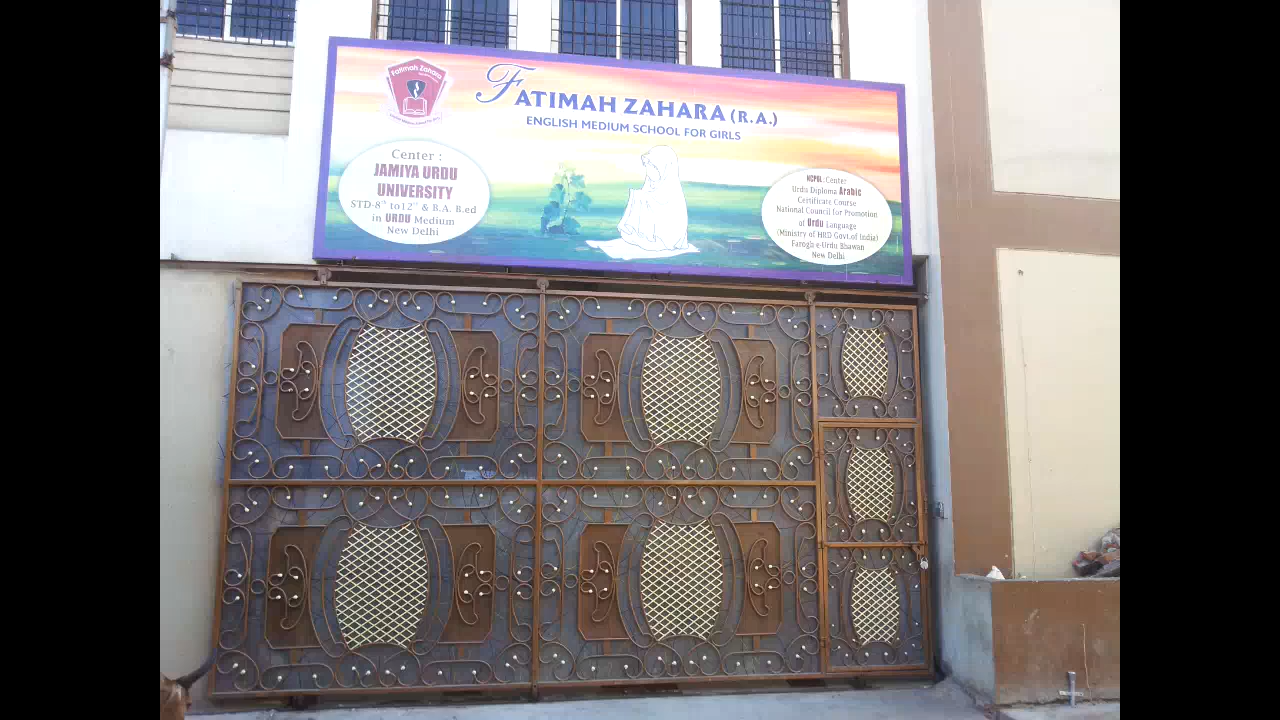 Fatimah Zahara
FATIMAH ZAHARA (R.A.)
ENGLISH MEDIUM SCHOOL FOR GIRLS
Center :
JAMIYA URDU
UNIVERSITY
STD-8th to12th & B.A. B.ed
in URDU Medium
New Delhi
NCPUL:Center
Urdu Diploma Arabic
Certificate Course
National Council for Promotion
of Urdu Language
(Ministry of HRD Govt.of India)
Farogh-e-Urdu Bhawan
New Delhi